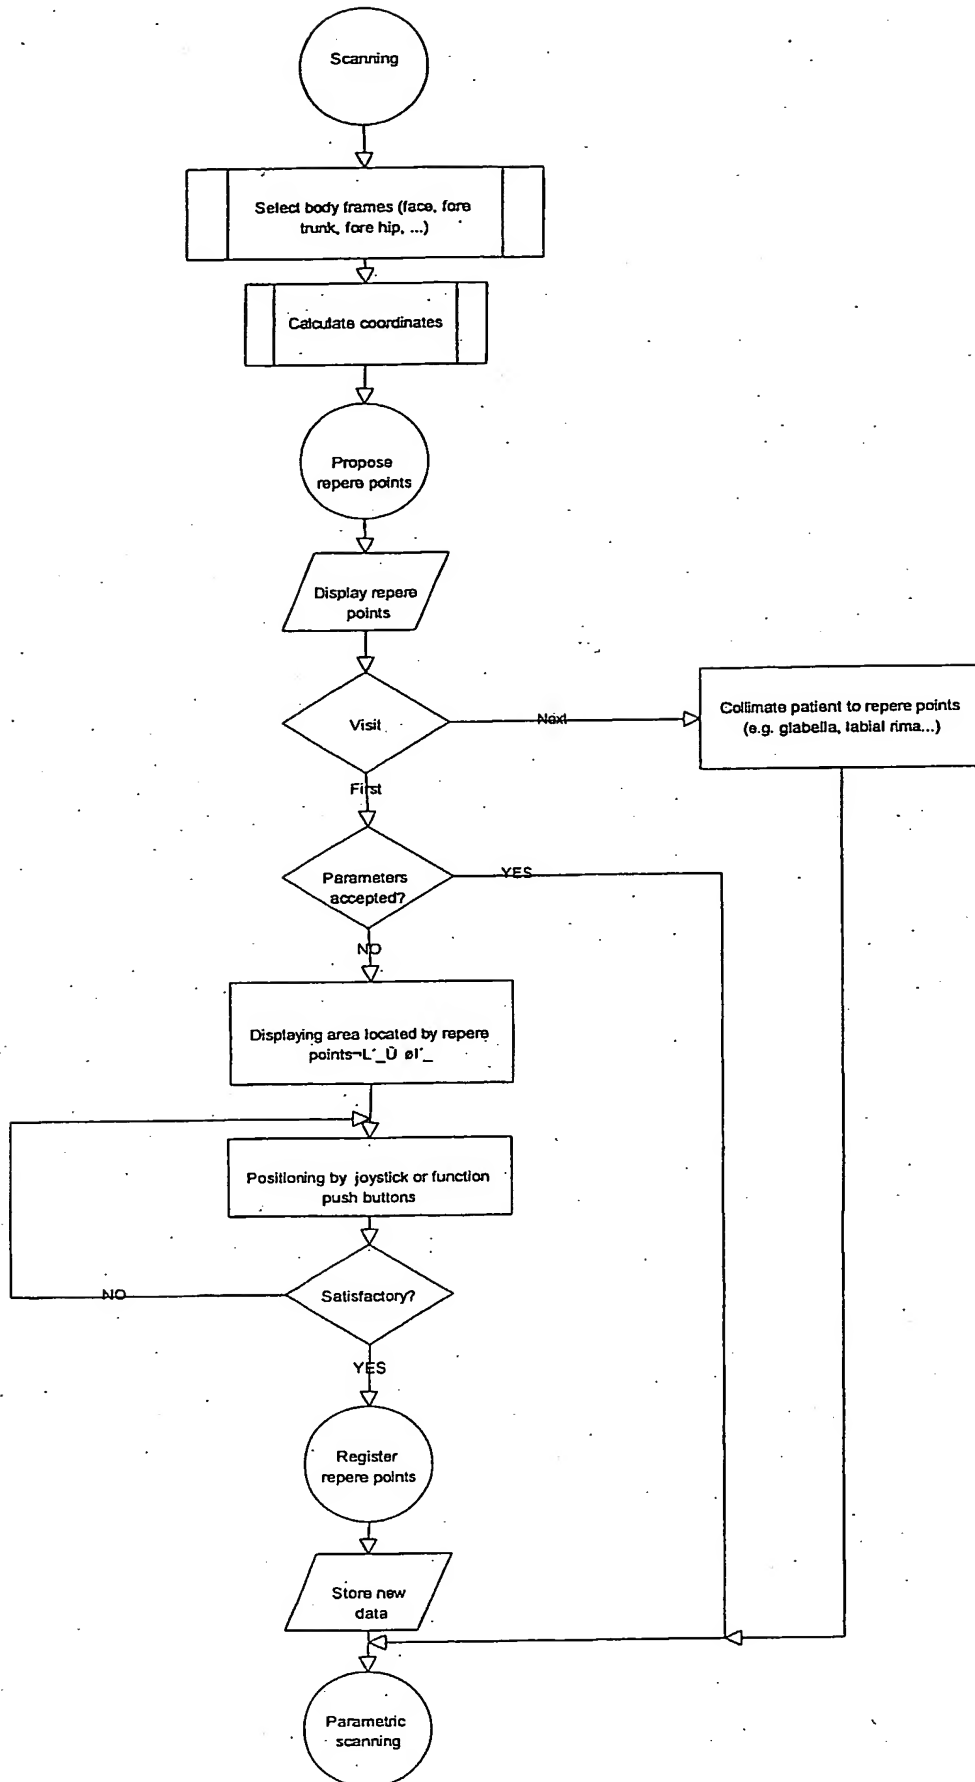 Scanning
Select body frames (face, fore
trunk, fore hip, ...)
Calculate coordinates
Propose
repere points
Display repere
points
Visit
Next
Collimate patient to repere points
(e.g. glabella, labial rima...)
First
Parameters
accepted?
YES
NO
Displaying area located by repere
points¬L´_Û øl´_
Positioning by joystick or function
push buttons
Satisfactory?
NO
YES
Register
repere points
Store new
data
Parametric
scanning